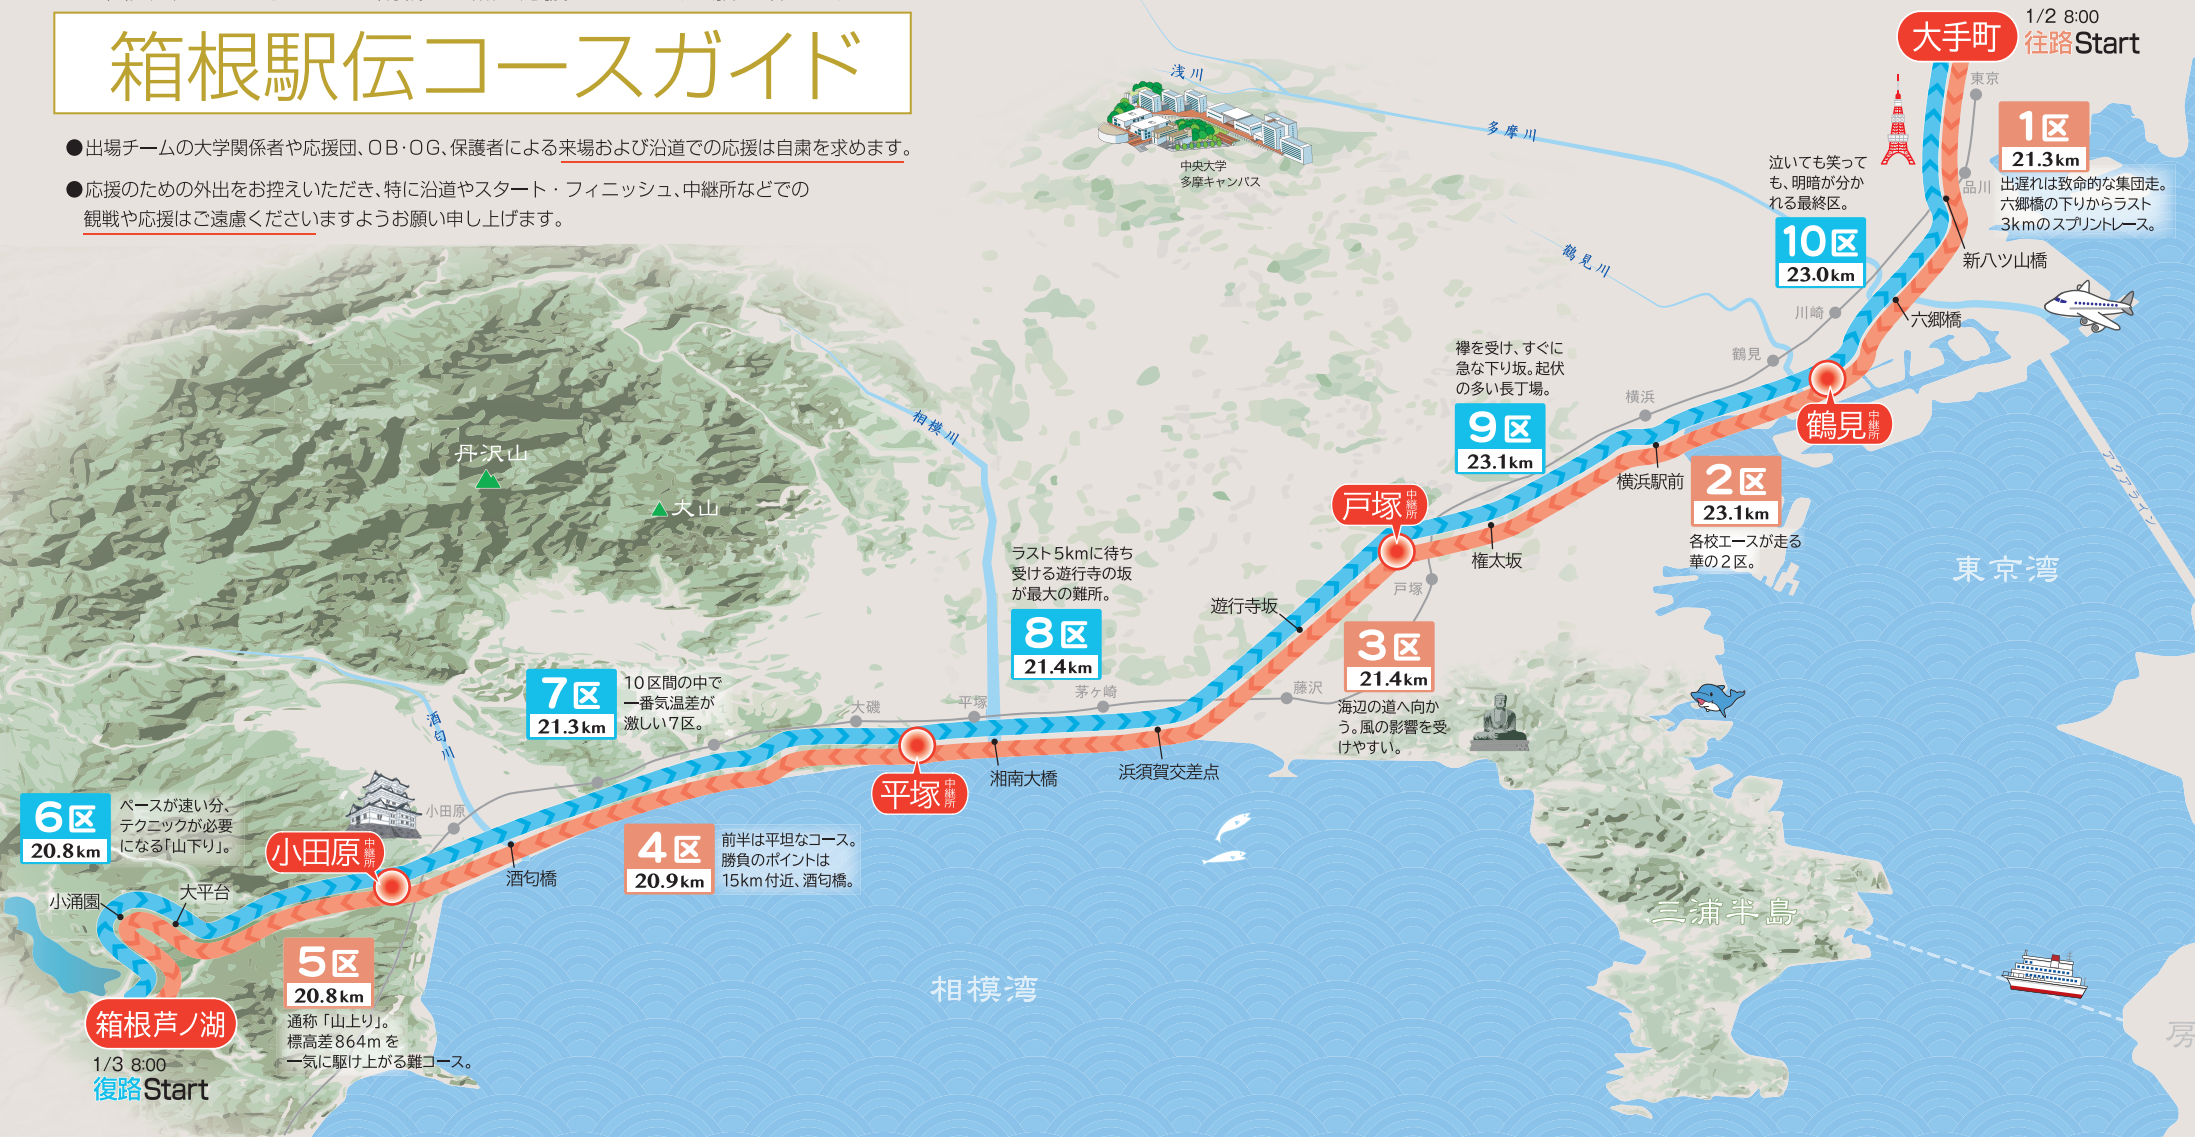 箱根駅伝コースガイド
●出場チームの大学関係者や応援団、OB・OG、保護者による来場および沿道での応援は自粛を求めます。
●応援のための外出をお控えいただき、特に沿道やスタート・フィニッシュ、中継所などでの
観戦や応援はご遠慮くださいますようお願い申し上げます。
大手町
1/2 8:00
往路Start
東京
1区
21.3km
出遅れは致命的な集団走。
六郷橋の下りからラスト
3kmのスプリントレース。
品川
泣いても笑って
も、明暗が分か
れる最終区。
10区
23.0km
新八ツ山橋
六郷橋
川崎
鶴見
浅川
多摩川
鶴見川
中央大学
多摩キャンパス
鶴見
中継所
襷を受け、すぐに
急な下り坂。起伏
の多い長丁場。
9区
23.1km
横浜
横浜駅前
2区
23.1km
各校エースが走る
華の2区。
アクアライン
東京湾
戸塚
中継所
権太坂
戸塚
相模川
丹沢山
大山
ラスト5kmに待ち
受ける遊行寺の坂
が最大の難所。
8区
21.4km
遊行寺坂
3区
21.4km
海辺の道へ向か
う。風の影響を受
けやすい。
藤沢
茅ヶ崎
平塚
大磯
7区
21.3km
10区間の中で
一番気温差が
激しい7区。
平塚
中継所
湘南大橋
浜須賀交差点
酒匂川
小田原
6区
20.8km
ペースが速い分、
テクニックが必要
になる「山下り」。
小田原
中継所
酒匂橋
4区
20.9km
前半は平坦なコース。
勝負のポイントは
15km付近、酒匂橋。
小涌園
大平台
5区
20.8km
通称「山上り」。
標高差864mを
一気に駆け上がる難コース。
箱根芦ノ湖
1/3 8:00
復路Start
相模湾
三浦半島
房